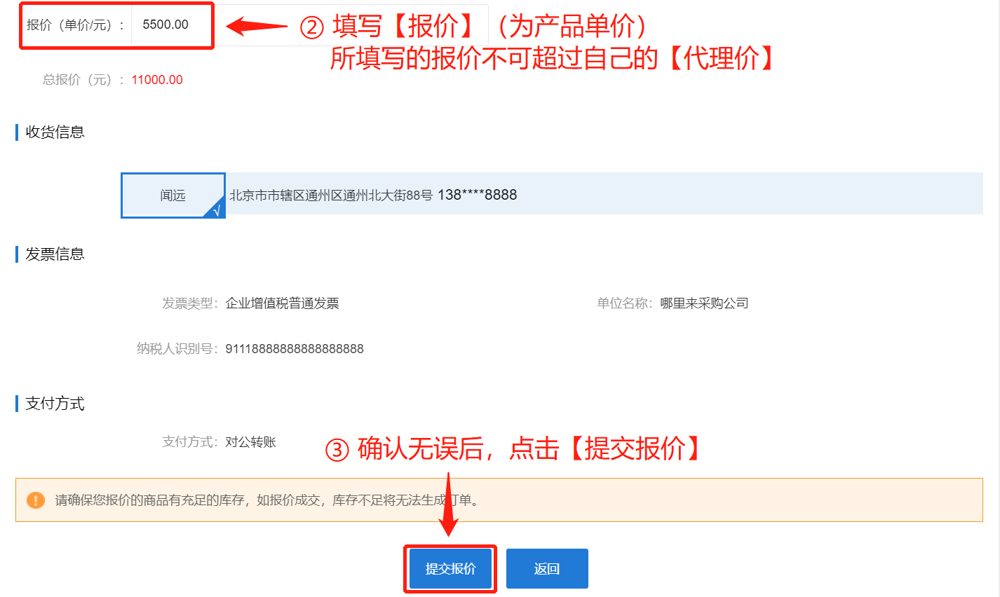 报价（单价/元）： 5500.00 ② 填写【报价】（为产品单价）
所填写的报价不可超过自己的【代理价】
总报价（元）： 11000.00
收货信息
闻远 √ 北京市市辖区通州区通州北大街88号 138****8888
发票信息
发票类型： 企业增值税普通发票 单位名称： 哪里来采购公司
纳税人识别号： 91118888888888888888
支付方式
支付方式： 对公转账
③ 确认无误后，点击【提交报价】
请确保您报价的商品有充足的库存，如报价成交，库存不足将无法生成订单。
提交报价 返回